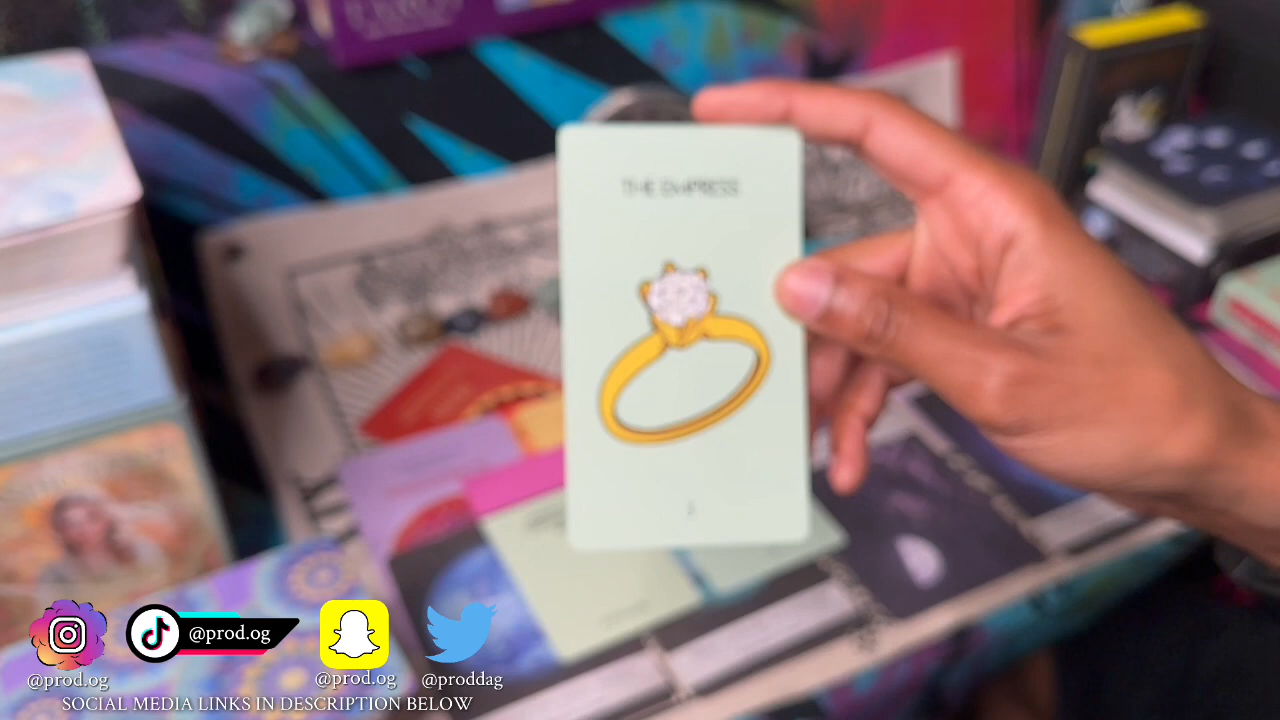 THE EMPRESS
@prod.og
@prod.og
@prod.og
@proddag
SOCIAL MEDIA LINKS IN DESCRIPTION BELOW